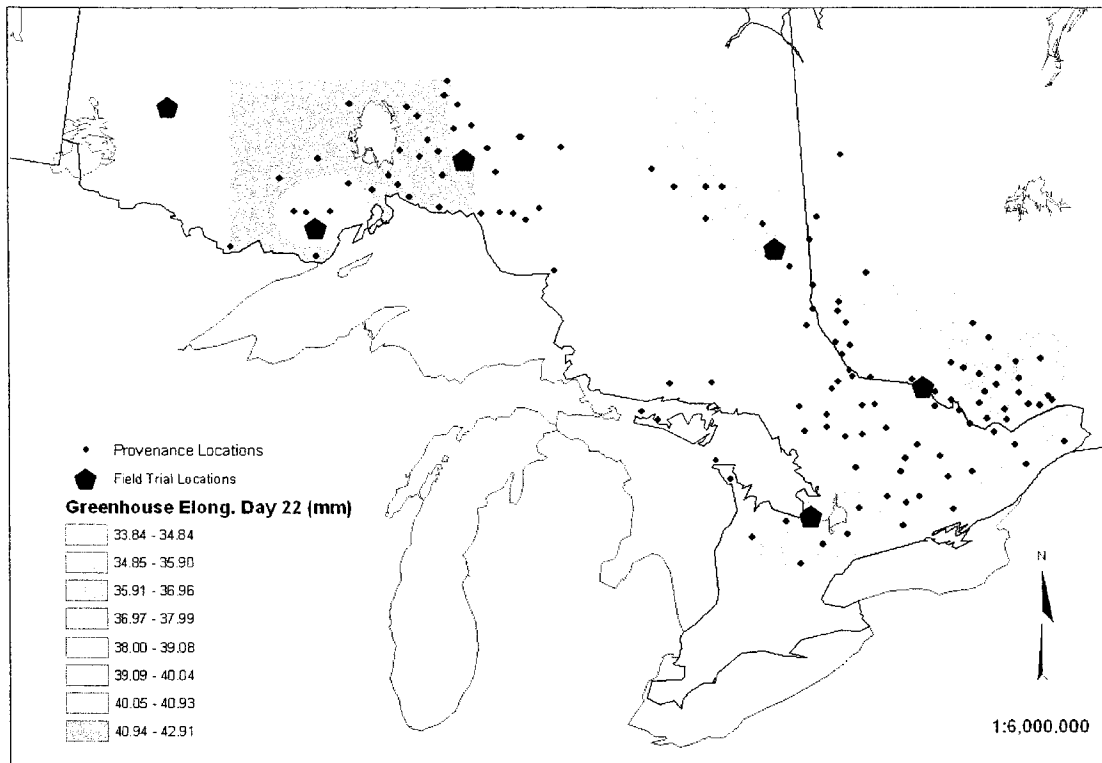 Provenance Locations
Field Trial Locations
Greenhouse Elong. Day 22 (mm)
33.84 - 34.84
34.85 - 35.90
35.91 - 36.96
36.97 - 37.99
38.00 - 39.08
39.09 - 40.04
40.05 - 40.93
40.94 - 42.91
N
1:6,000.000